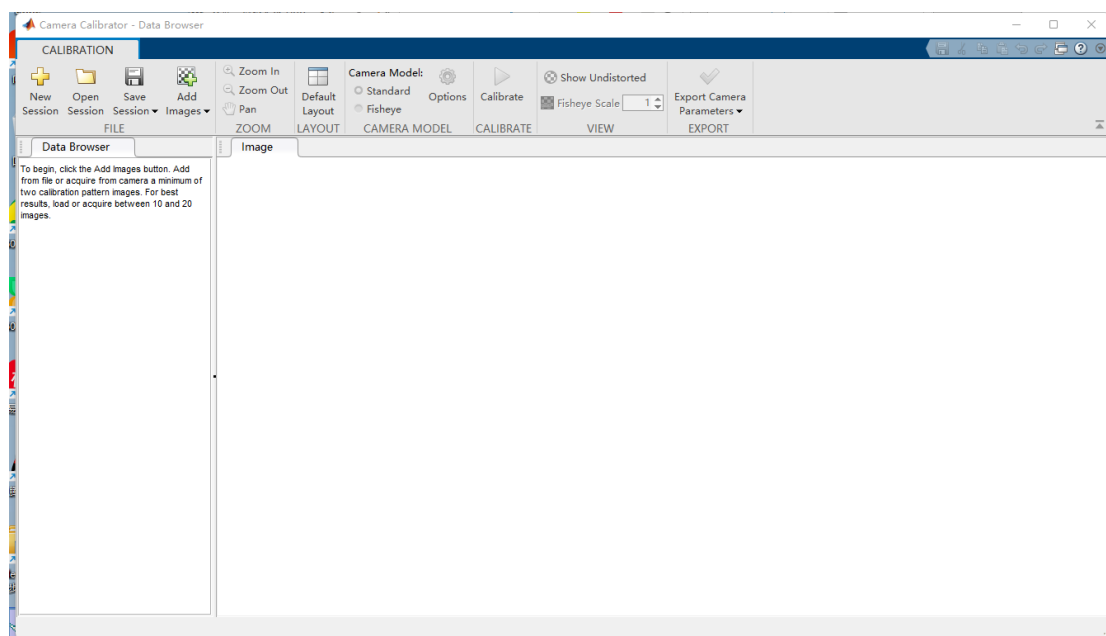 Camera Calibrator - Data Browser
CALIBRATION
New Session
Open Session
Save Session
Add Images
FILE
Zoom In
Zoom Out
Pan
ZOOM
Default Layout
LAYOUT
Camera Model:
Standard
Fisheye
Options
CAMERA MODEL
Calibrate
CALIBRATE
Show Undistorted
Fisheye Scale 1
VIEW
Export Camera
Parameters
EXPORT
Data Browser
Image
To begin, click the Add Images button. Add
from file or acquire from camera a minimum of
two calibration pattern images. For best
results, load or acquire between 10 and 20
images.